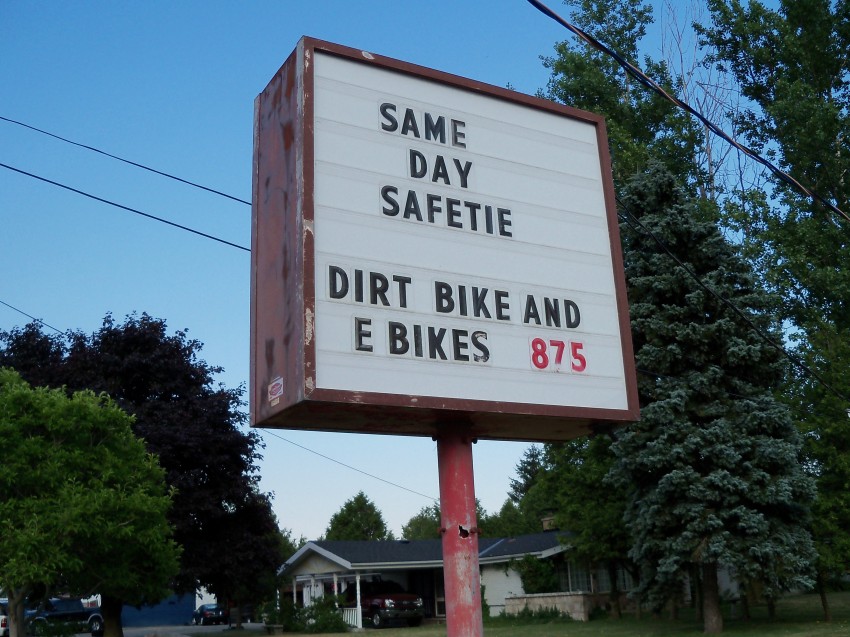 SAME
DAY
SAFETIE
DIRT BIKE AND
E BIKES 875